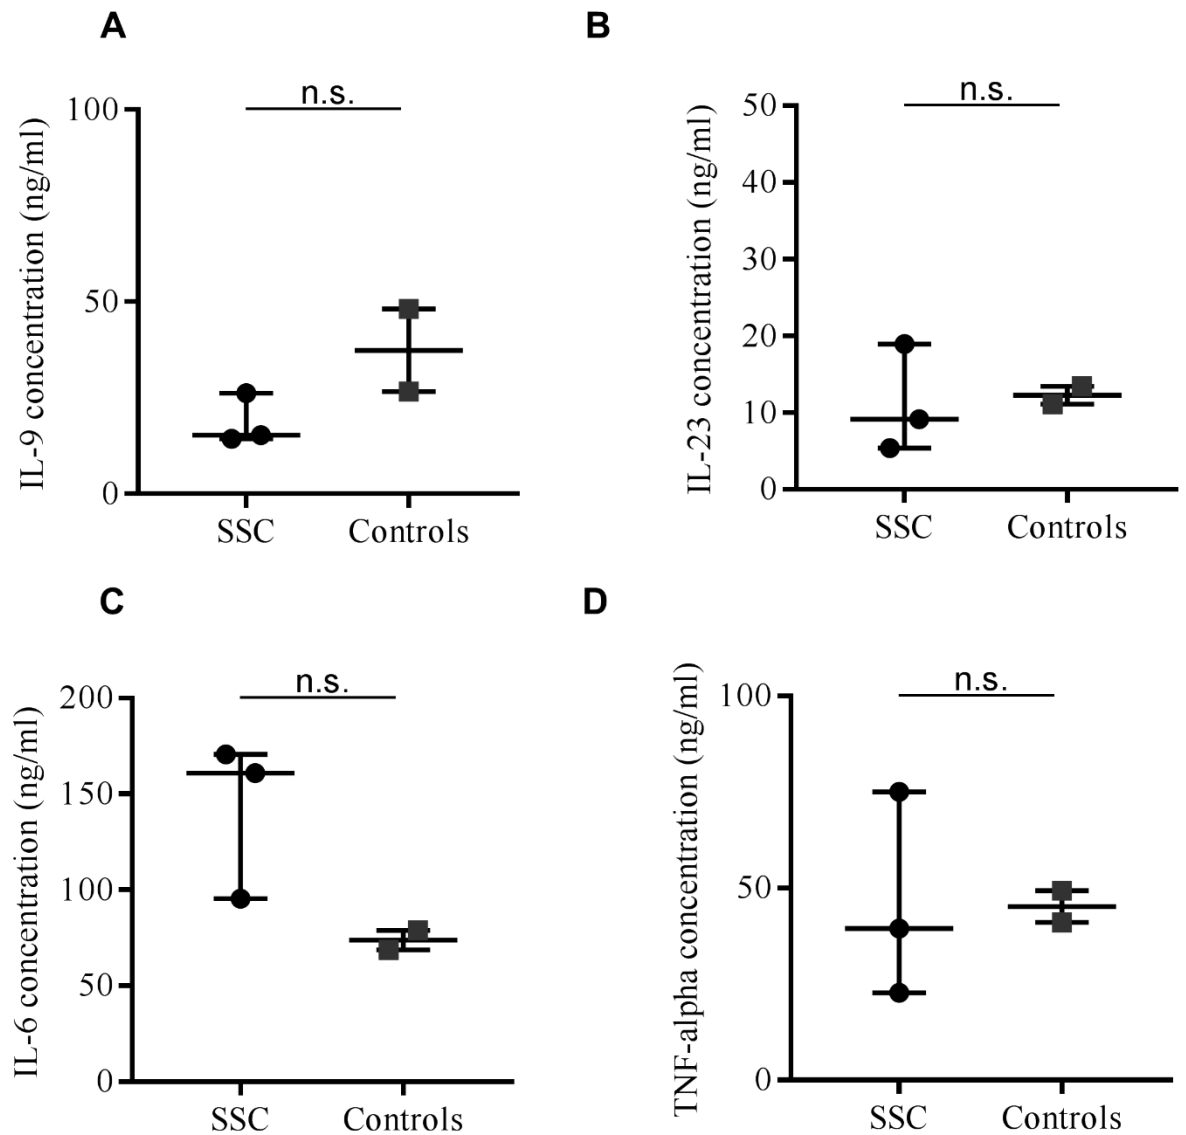 A
n.s.
IL-9 concentration (ng/ml)
100
50
0
SSC
Controls
B
n.s.
IL-23 concentration (ng/ml)
50
40
30
20
10
0
SSC
Controls
C
n.s.
IL-6 concentration (ng/ml)
200
150
100
50
0
SSC
Controls
D
n.s.
TNF-alpha concentration (ng/ml)
100
50
0
SSC
Controls